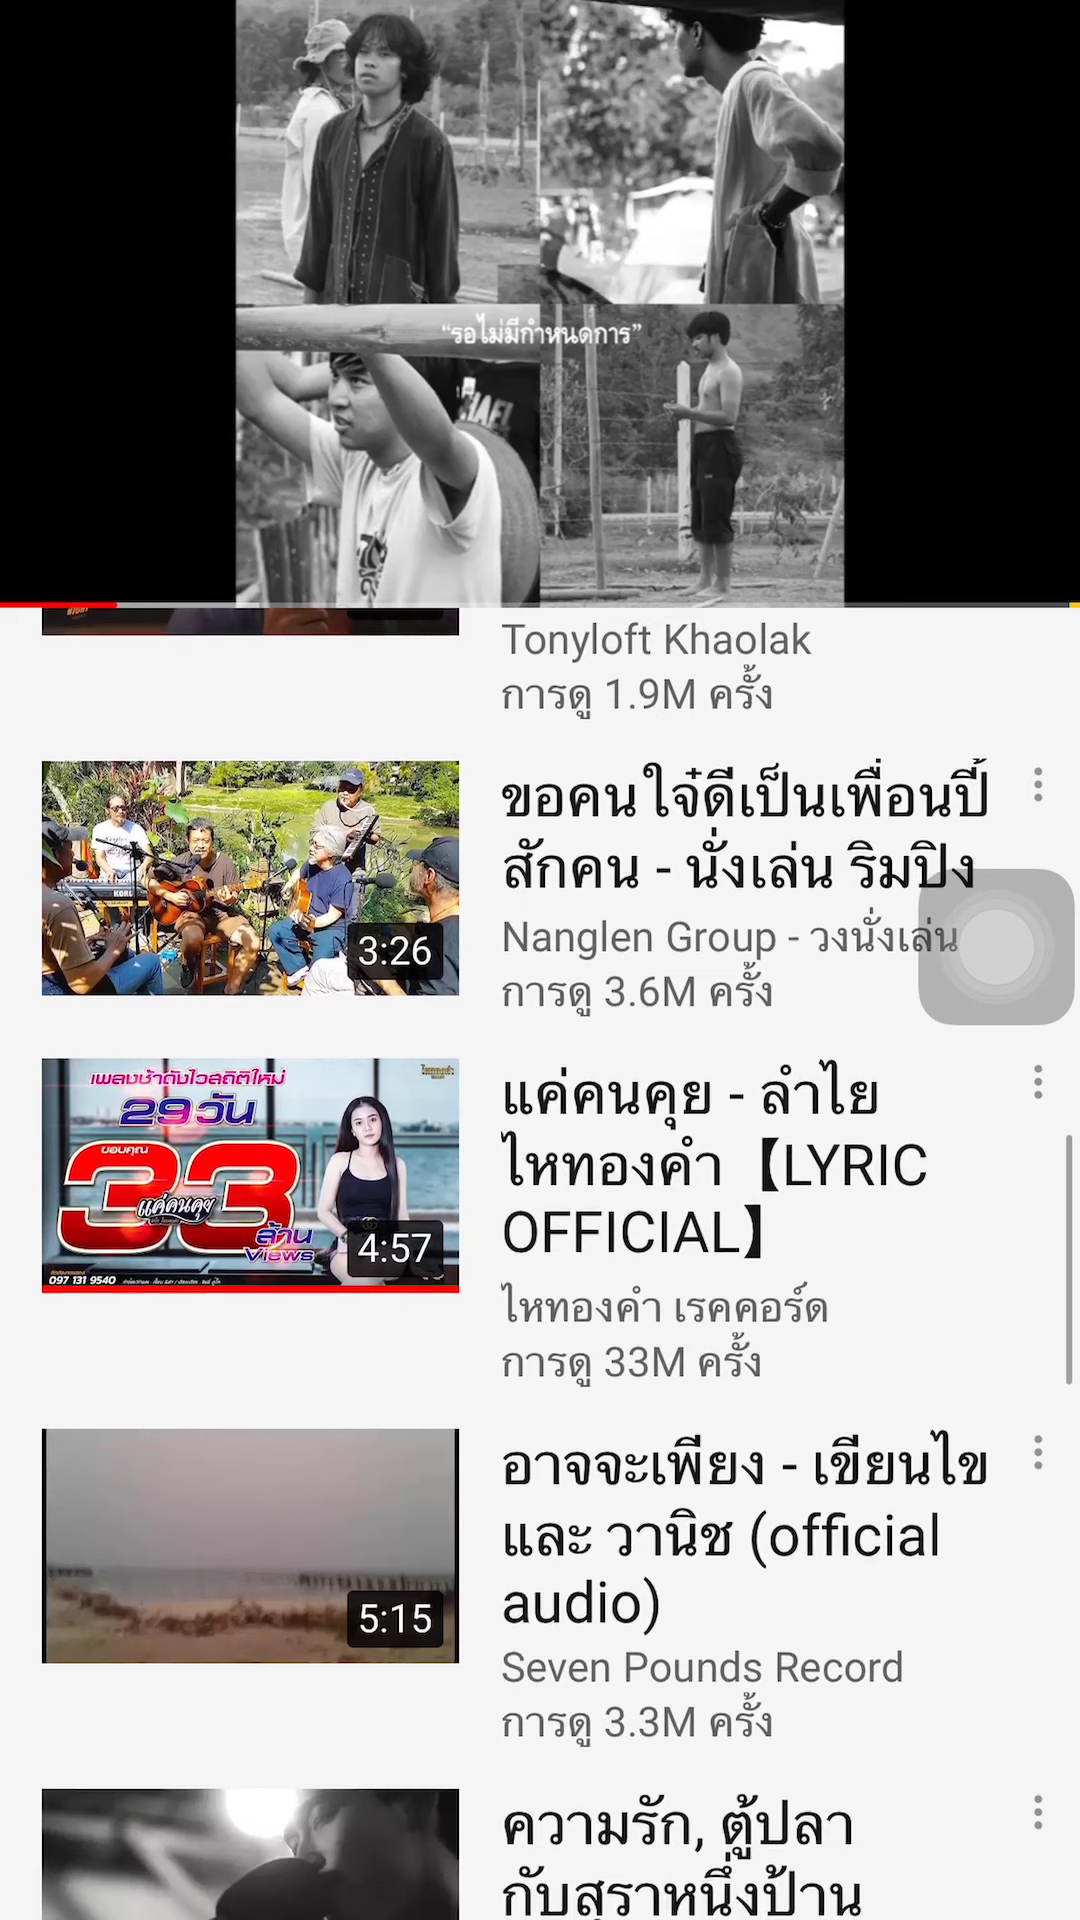 “รอไม่มีกำหนดการ”
Tonyloft Khaolak
การดู 1.9M ครั้ง
ขอคนใจ๋ดีเป็นเพื่อนปี้
สักคน - นั่งเล่น ริมปิง
Nanglen Group - วงนั่งเล่น
การดู 3.6M ครั้ง
3:26
เพลงช้าดังไวสถิติใหม่
29 วัน
ขอบคุณ
33
แค่คนคุย
ล้าน
Views
097 131 9540
4:57
แค่คนคุย - ลำไย
ไหทองคำ【LYRIC
OFFICIAL】
ไหทองคำ เรคคอร์ด
การดู 33M ครั้ง
5:15
อาจจะเพียง - เขียนไข
และ วานิช (official
audio)
Seven Pounds Record
การดู 3.3M ครั้ง
ความรัก, ตู้ปลา
กับสุราหนึ่งป้าน